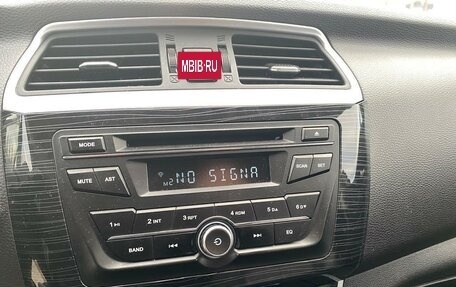 MBIB.RU
MODE
SCAN
SET
NO SIGNA
MUTE
AST
1
2 INT
3 RPT
4 RDM
5
6
BAND
EQ